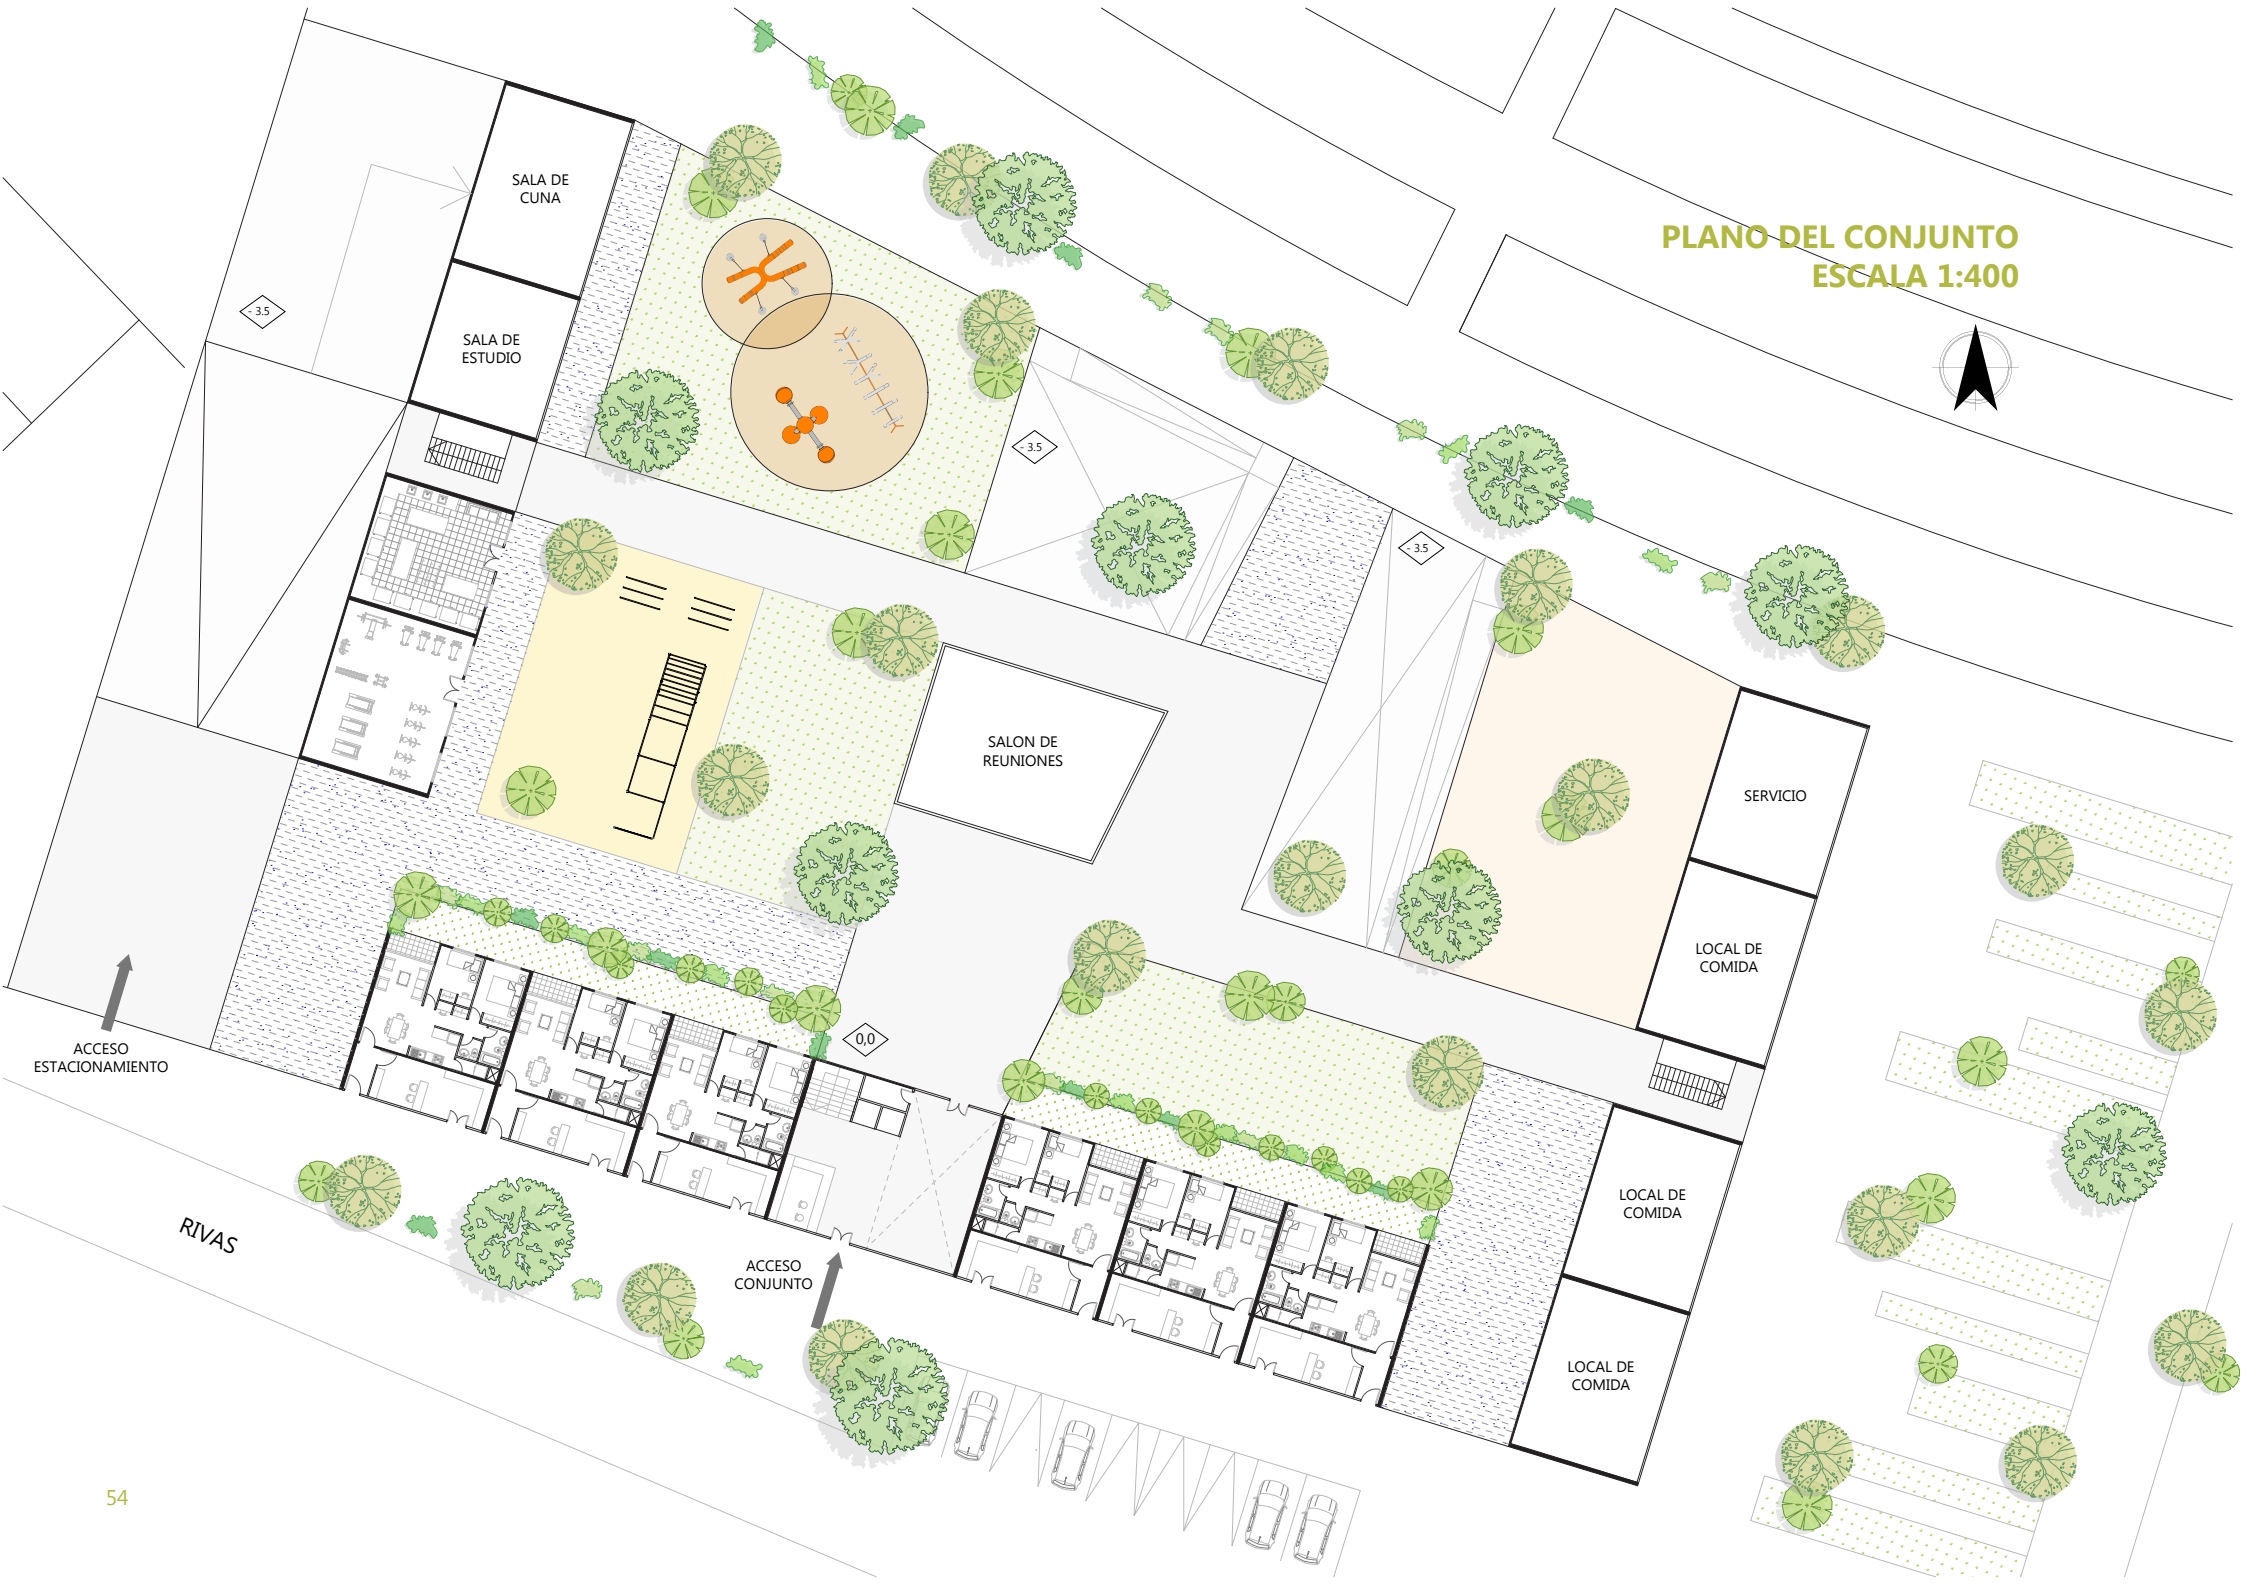 PLANO DEL CONJUNTO
ESCALA 1:400
SALA DE
CUNA
- 3.5
SALA DE
ESTUDIO
- 3.5
- 3.5
SALON DE
REUNIONES
SERVICIO
LOCAL DE
COMIDA
0,0
ACCESO
ESTACIONAMIENTO
LOCAL DE
COMIDA
RIVAS
ACCESO
CONJUNTO
LOCAL DE
COMIDA
54